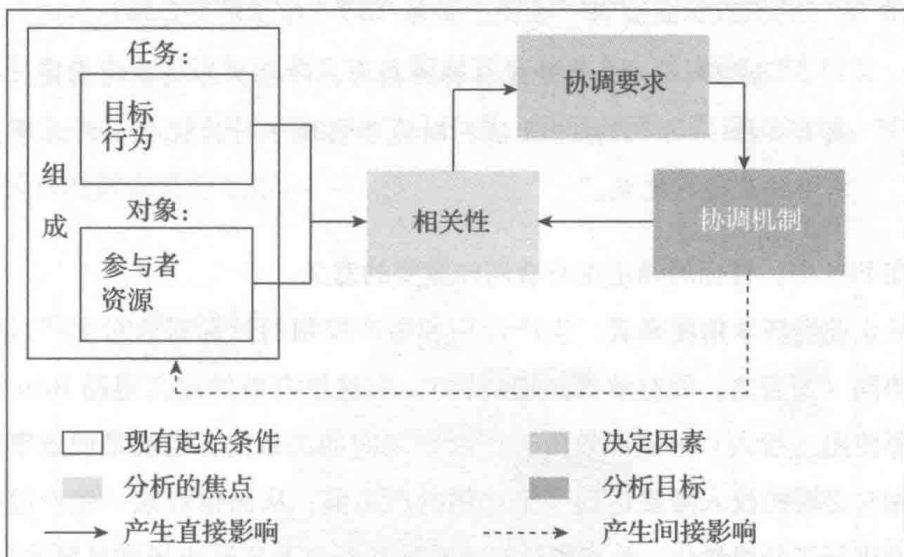 任务：
目标
行为
组
成
对象：
参与者
资源
协调要求
相关性
协调机制
现有起始条件
决定因素
分析的焦点
分析目标
产生直接影响
产生间接影响